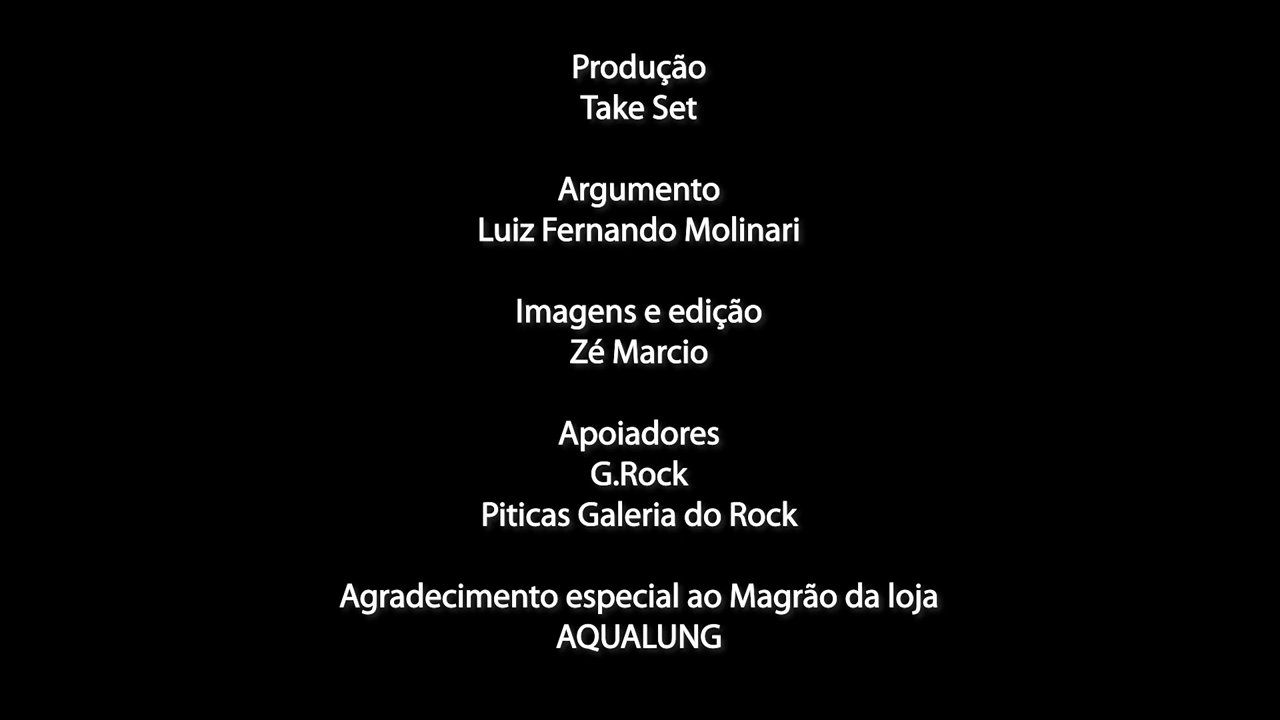 Produção
Take Set
Argumento
Luiz Fernando Molinari
Imagens e edição
Zé Marcio
Apoiadores
G.Rock
Piticas Galeria do Rock
Agradecimento especial ao Magrão da loja
AQUALUNG